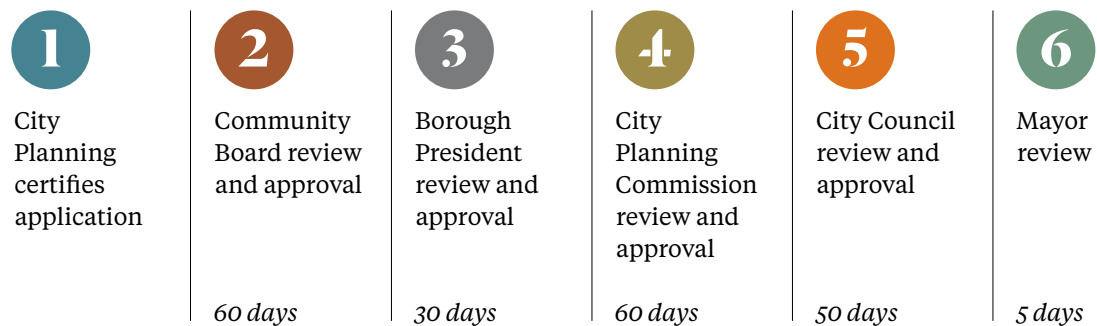 1
City
Planning
certifies
application
2
Community
Board review
and approval
60 days
3
Borough
President
review and
approval
30 days
4
City
Planning
Commission
review and
approval
60 days
5
City Council
review and
approval
50 days
6
Mayor
review
5 days